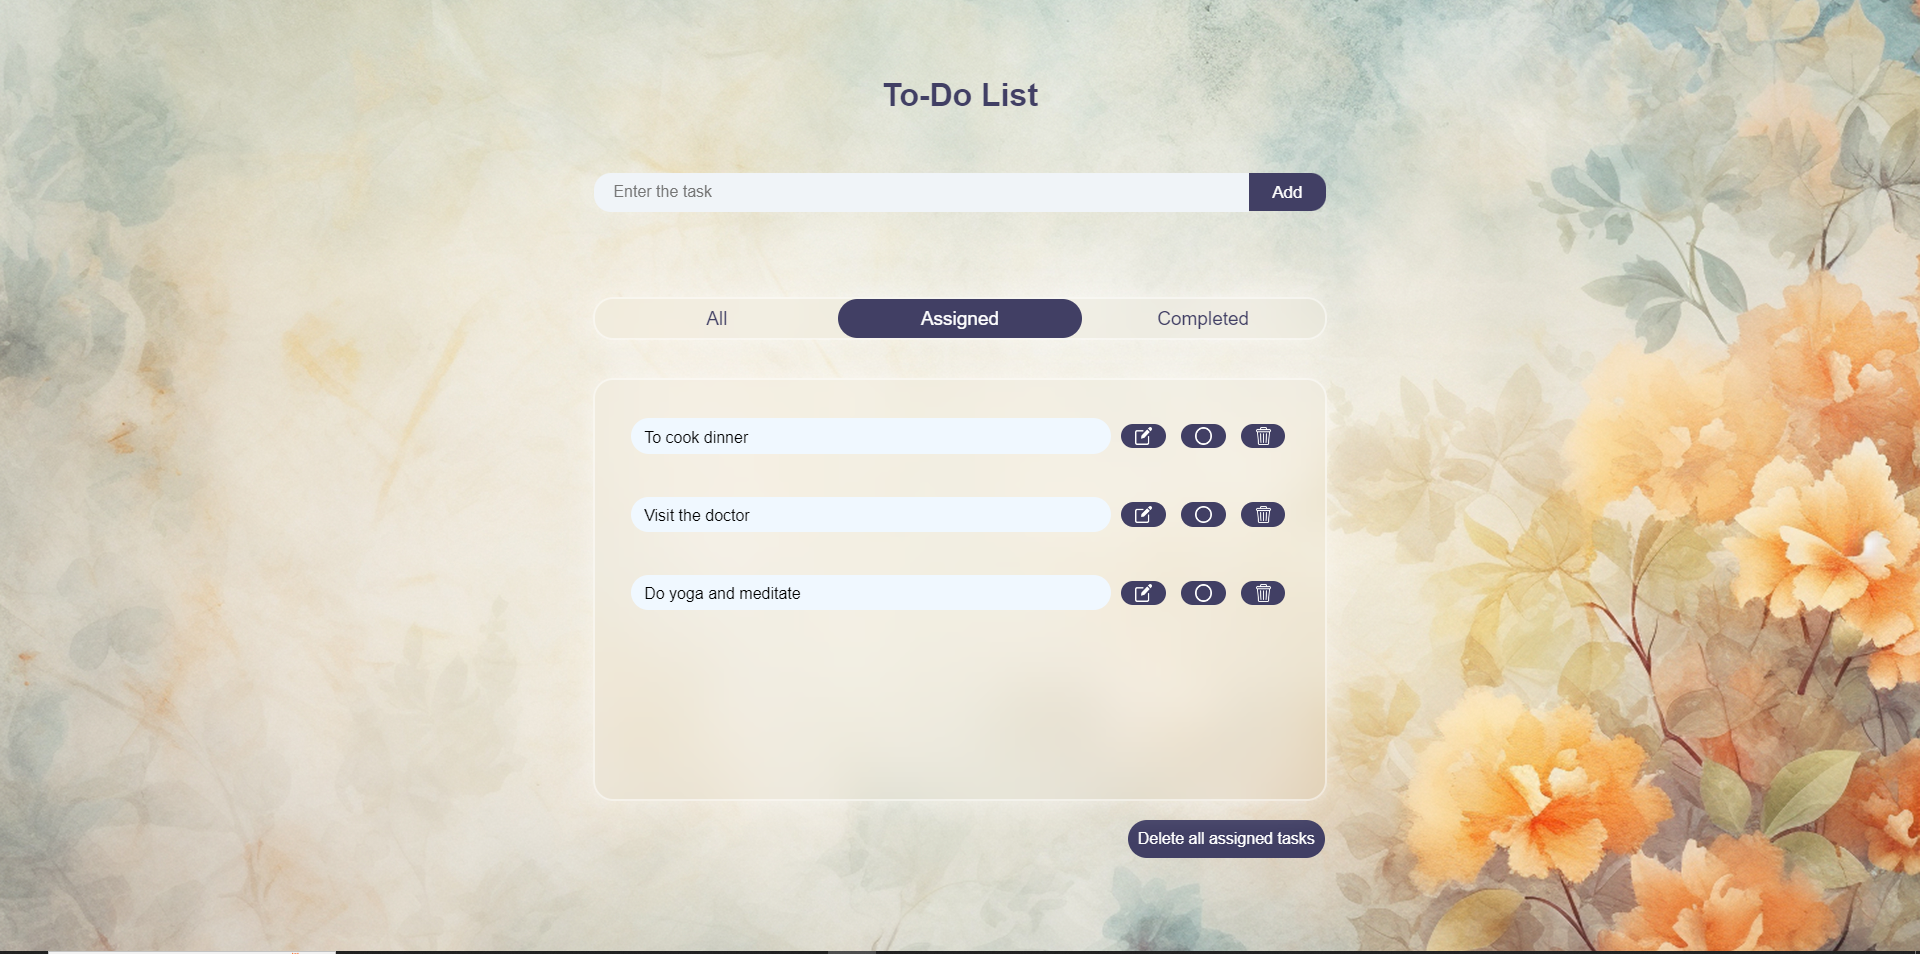 To-Do List
Enter the task
Add
All
Assigned
Completed
To cook dinner
Visit the doctor
Do yoga and meditate
Delete all assigned tasks